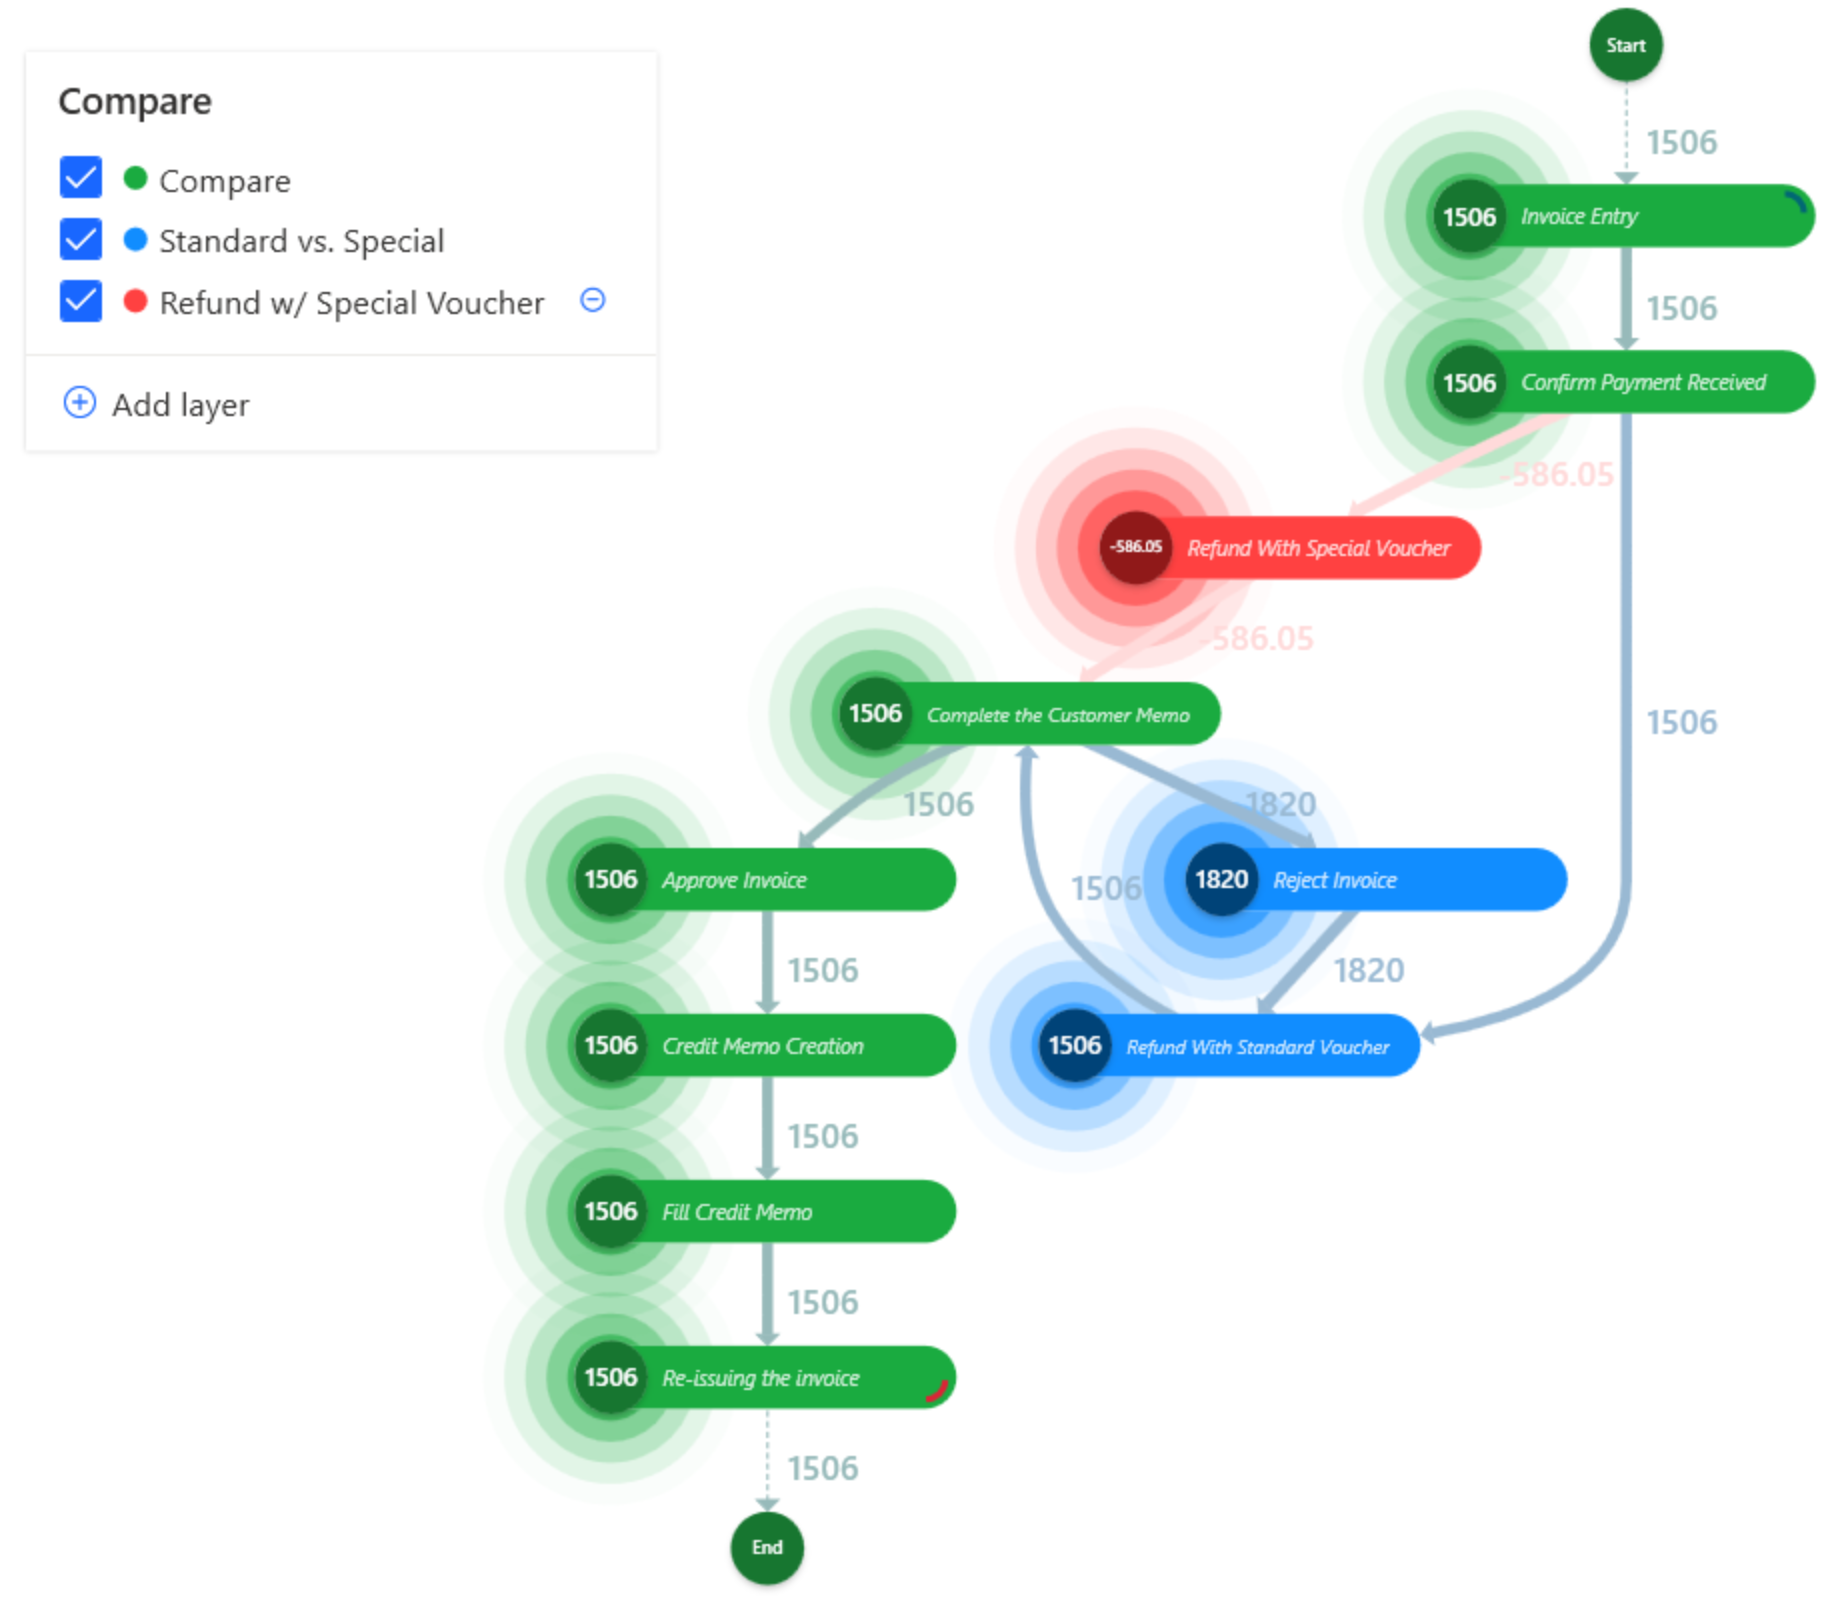 Start
Compare
1506
Compare
1506 Invoice Entry
Standard vs. Special
Refund w/ Special Voucher
1506
1506 Confirm Payment Received
Add layer
-586.05
-586.05 Refund With Special Voucher
-586.05
1506 Complete the Customer Memo
1506
1506
1820
1506 Approve Invoice
1506
1820 Reject Invoice
1506
1820
1506 Credit Memo Creation
1506 Refund With Standard Voucher
1506
1506 Fill Credit Memo
1506
1506 Re-issuing the invoice
1506
End